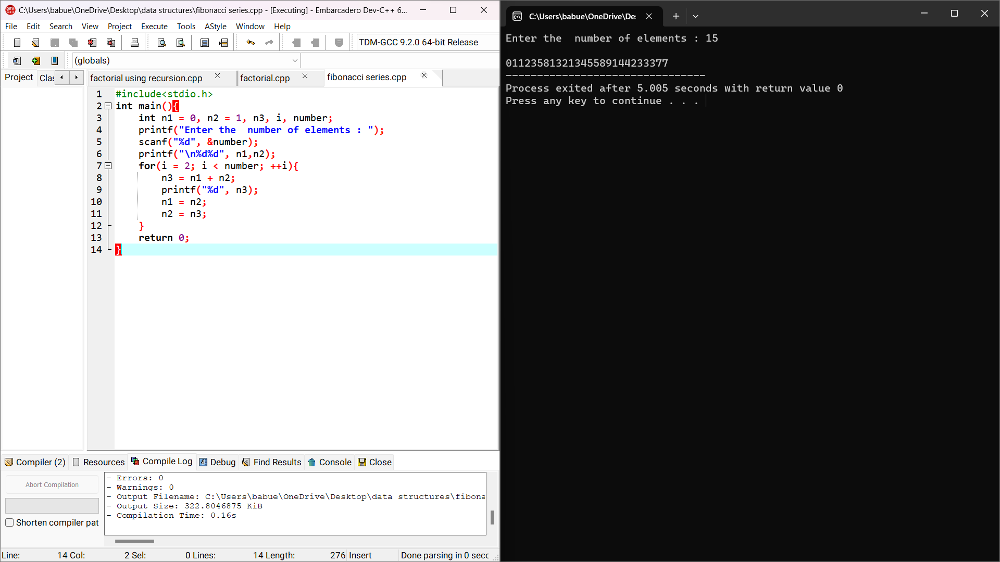 C:\Users\babue\OneDrive\Desktop\data structures\fibonacci series.cpp - [Executing] - Embarcadero Dev-C++ 6...
File Edit Search View Project Execute Tools AStyle Window Help
TDM-GCC 9.2.0 64-bit Release
(globals)
Project Clas
factorial using recursion.cpp factorial.cpp fibonacci series.cpp
1 #include<stdio.h>
2 int main(){
3 int n1 = 0, n2 = 1, n3, i, number;
4 printf("Enter the  number of elements : ");
5 scanf("%d", &number);
6 printf("\n%d%d", n1,n2);
7 for(i = 2; i < number; ++i){
8 n3 = n1 + n2;
9 printf("%d", n3);
10 n1 = n2;
11 n2 = n3;
12 }
13 return 0;
14 }
Compiler (2) Resources Compile Log Debug Find Results Console Close
Abort Compilation
Shorten compiler pat
- Errors: 0
- Warnings: 0
- Output Filename: C:\Users\babue\OneDrive\Desktop\data structures\fibona
- Output Size: 322.8046875 KiB
- Compilation Time: 0.16s
Line: 14 Col: 2 Sel: 0 Lines: 14 Length: 276 Insert Done parsing in 0 secc
C:\Users\babue\OneDrive\De
Enter the  number of elements : 15
01123581321345589144233377
--------------------------------
Process exited after 5.005 seconds with return value 0
Press any key to continue . . .